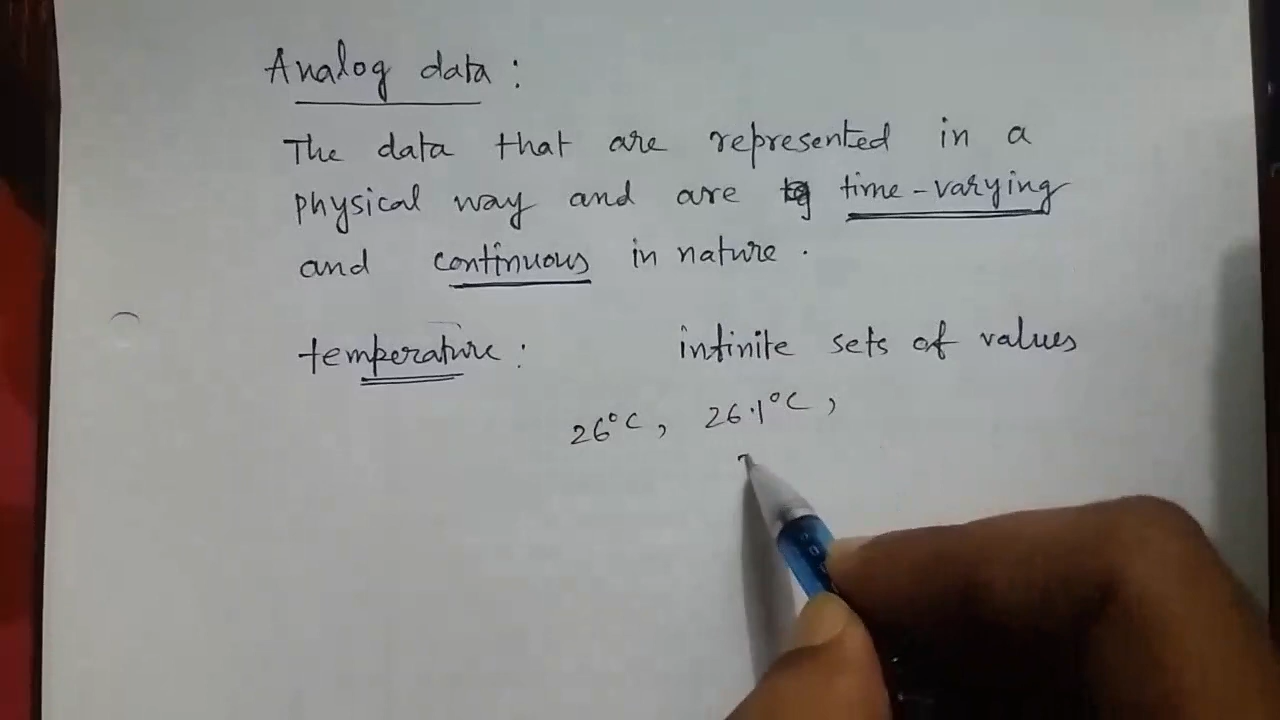 Analog data :
The data that are represented in a
physical way and are time-varying
and continuous in nature .
temperature : infinite sets of values
26°C, 26.1°C,